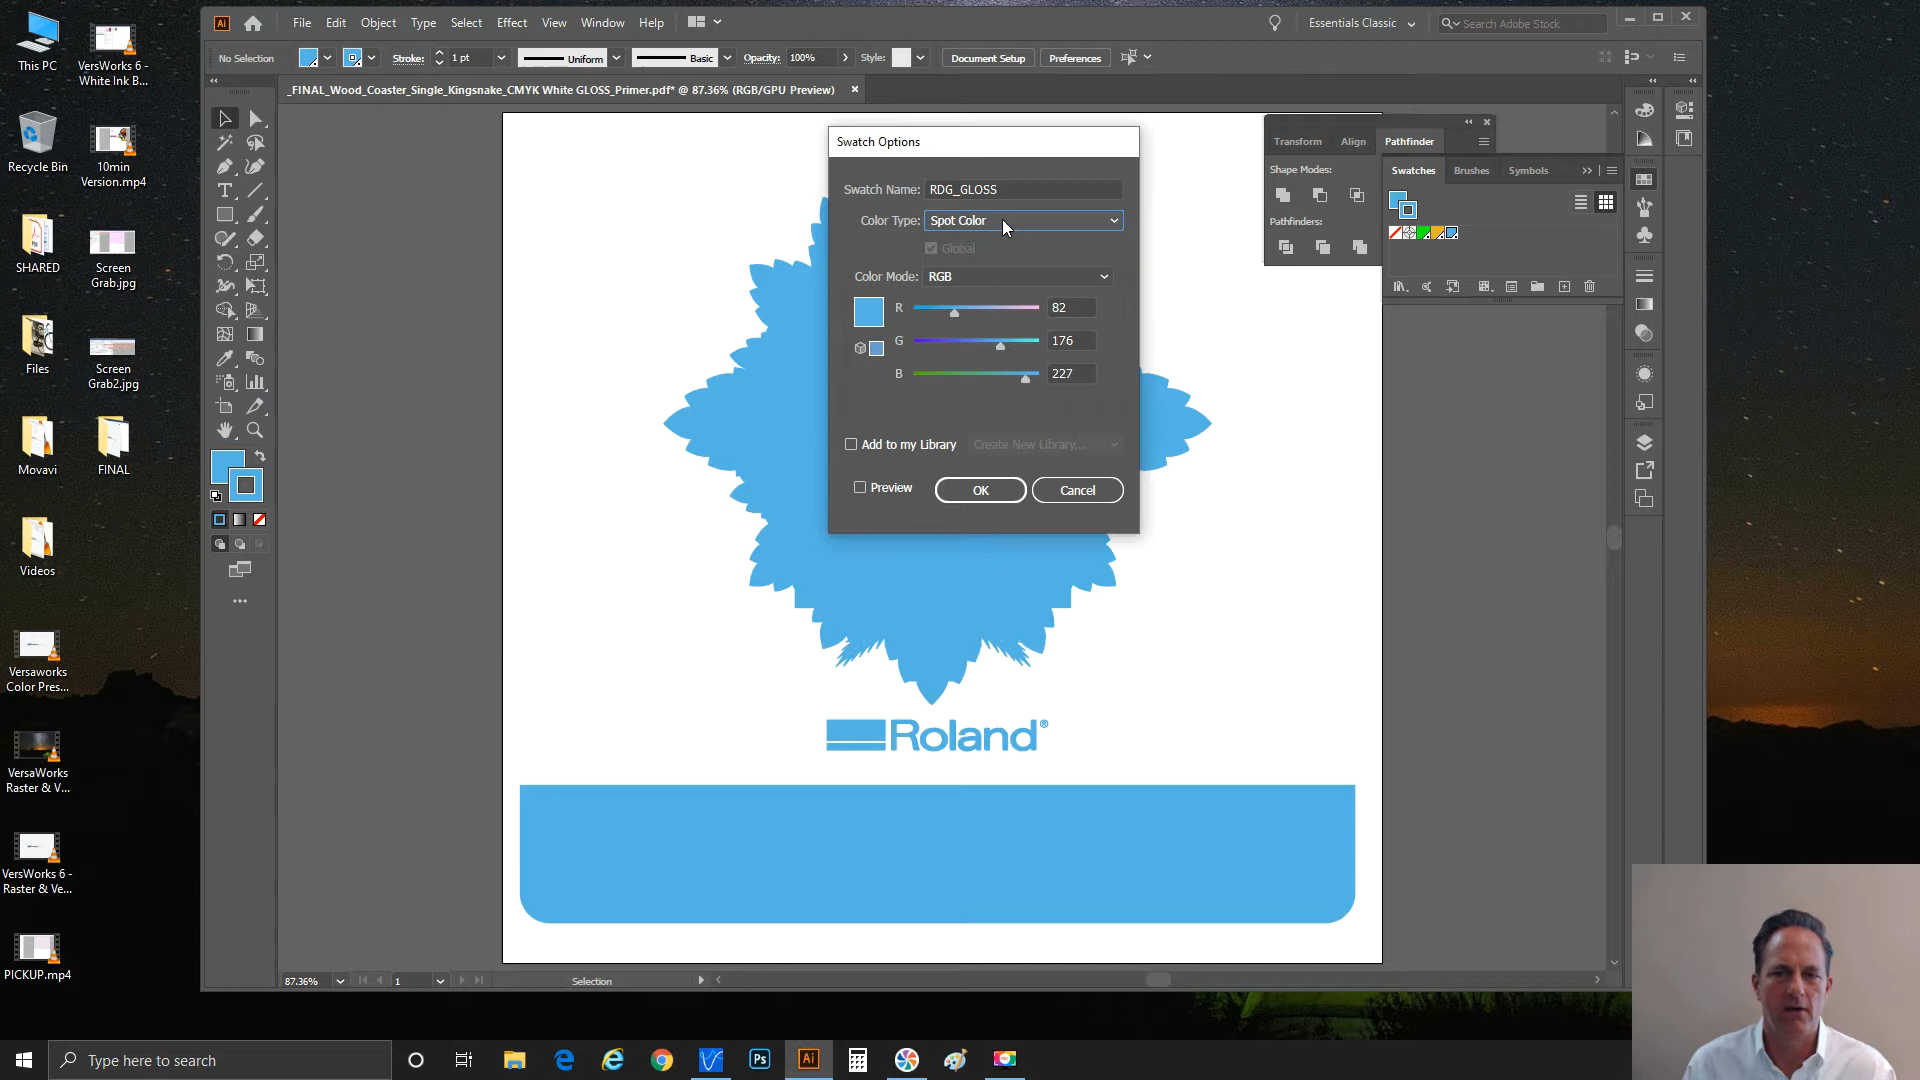 File Edit Object Type Select Effect View Window Help
Essentials Classic
Search Adobe Stock
No Selection
Stroke:
1 pt
Uniform
Basic
Opacity:
100%
Style:
Document Setup
Preferences
_FINAL_Wood_Coaster_Single_Kingsnake_CMYK White GLOSS_Primer.pdf* @ 87.36% (RGB/GPU Preview)
This PC
VersWorks 6 -
White Ink B...
Recycle Bin
10min
Version.mp4
SHARED
Screen
Grab.jpg
Files
Screen
Grab2.jpg
Movavi
FINAL
Videos
Versaworks
Color Pres...
VersaWorks
Raster & V...
VersWorks 6 -
Raster & Ve...
PICKUP.mp4
Swatch Options
Swatch Name: RDG_GLOSS
Color Type: Spot Color
Global
Color Mode: RGB
R 82
G 176
B 227
Add to my Library
Create New Library...
Preview
OK
Cancel
Transform Align Pathfinder
Shape Modes:
Pathfinders:
Swatches Brushes Symbols
Roland®
87.36%
1
Selection
Type here to search
Ps
Ai